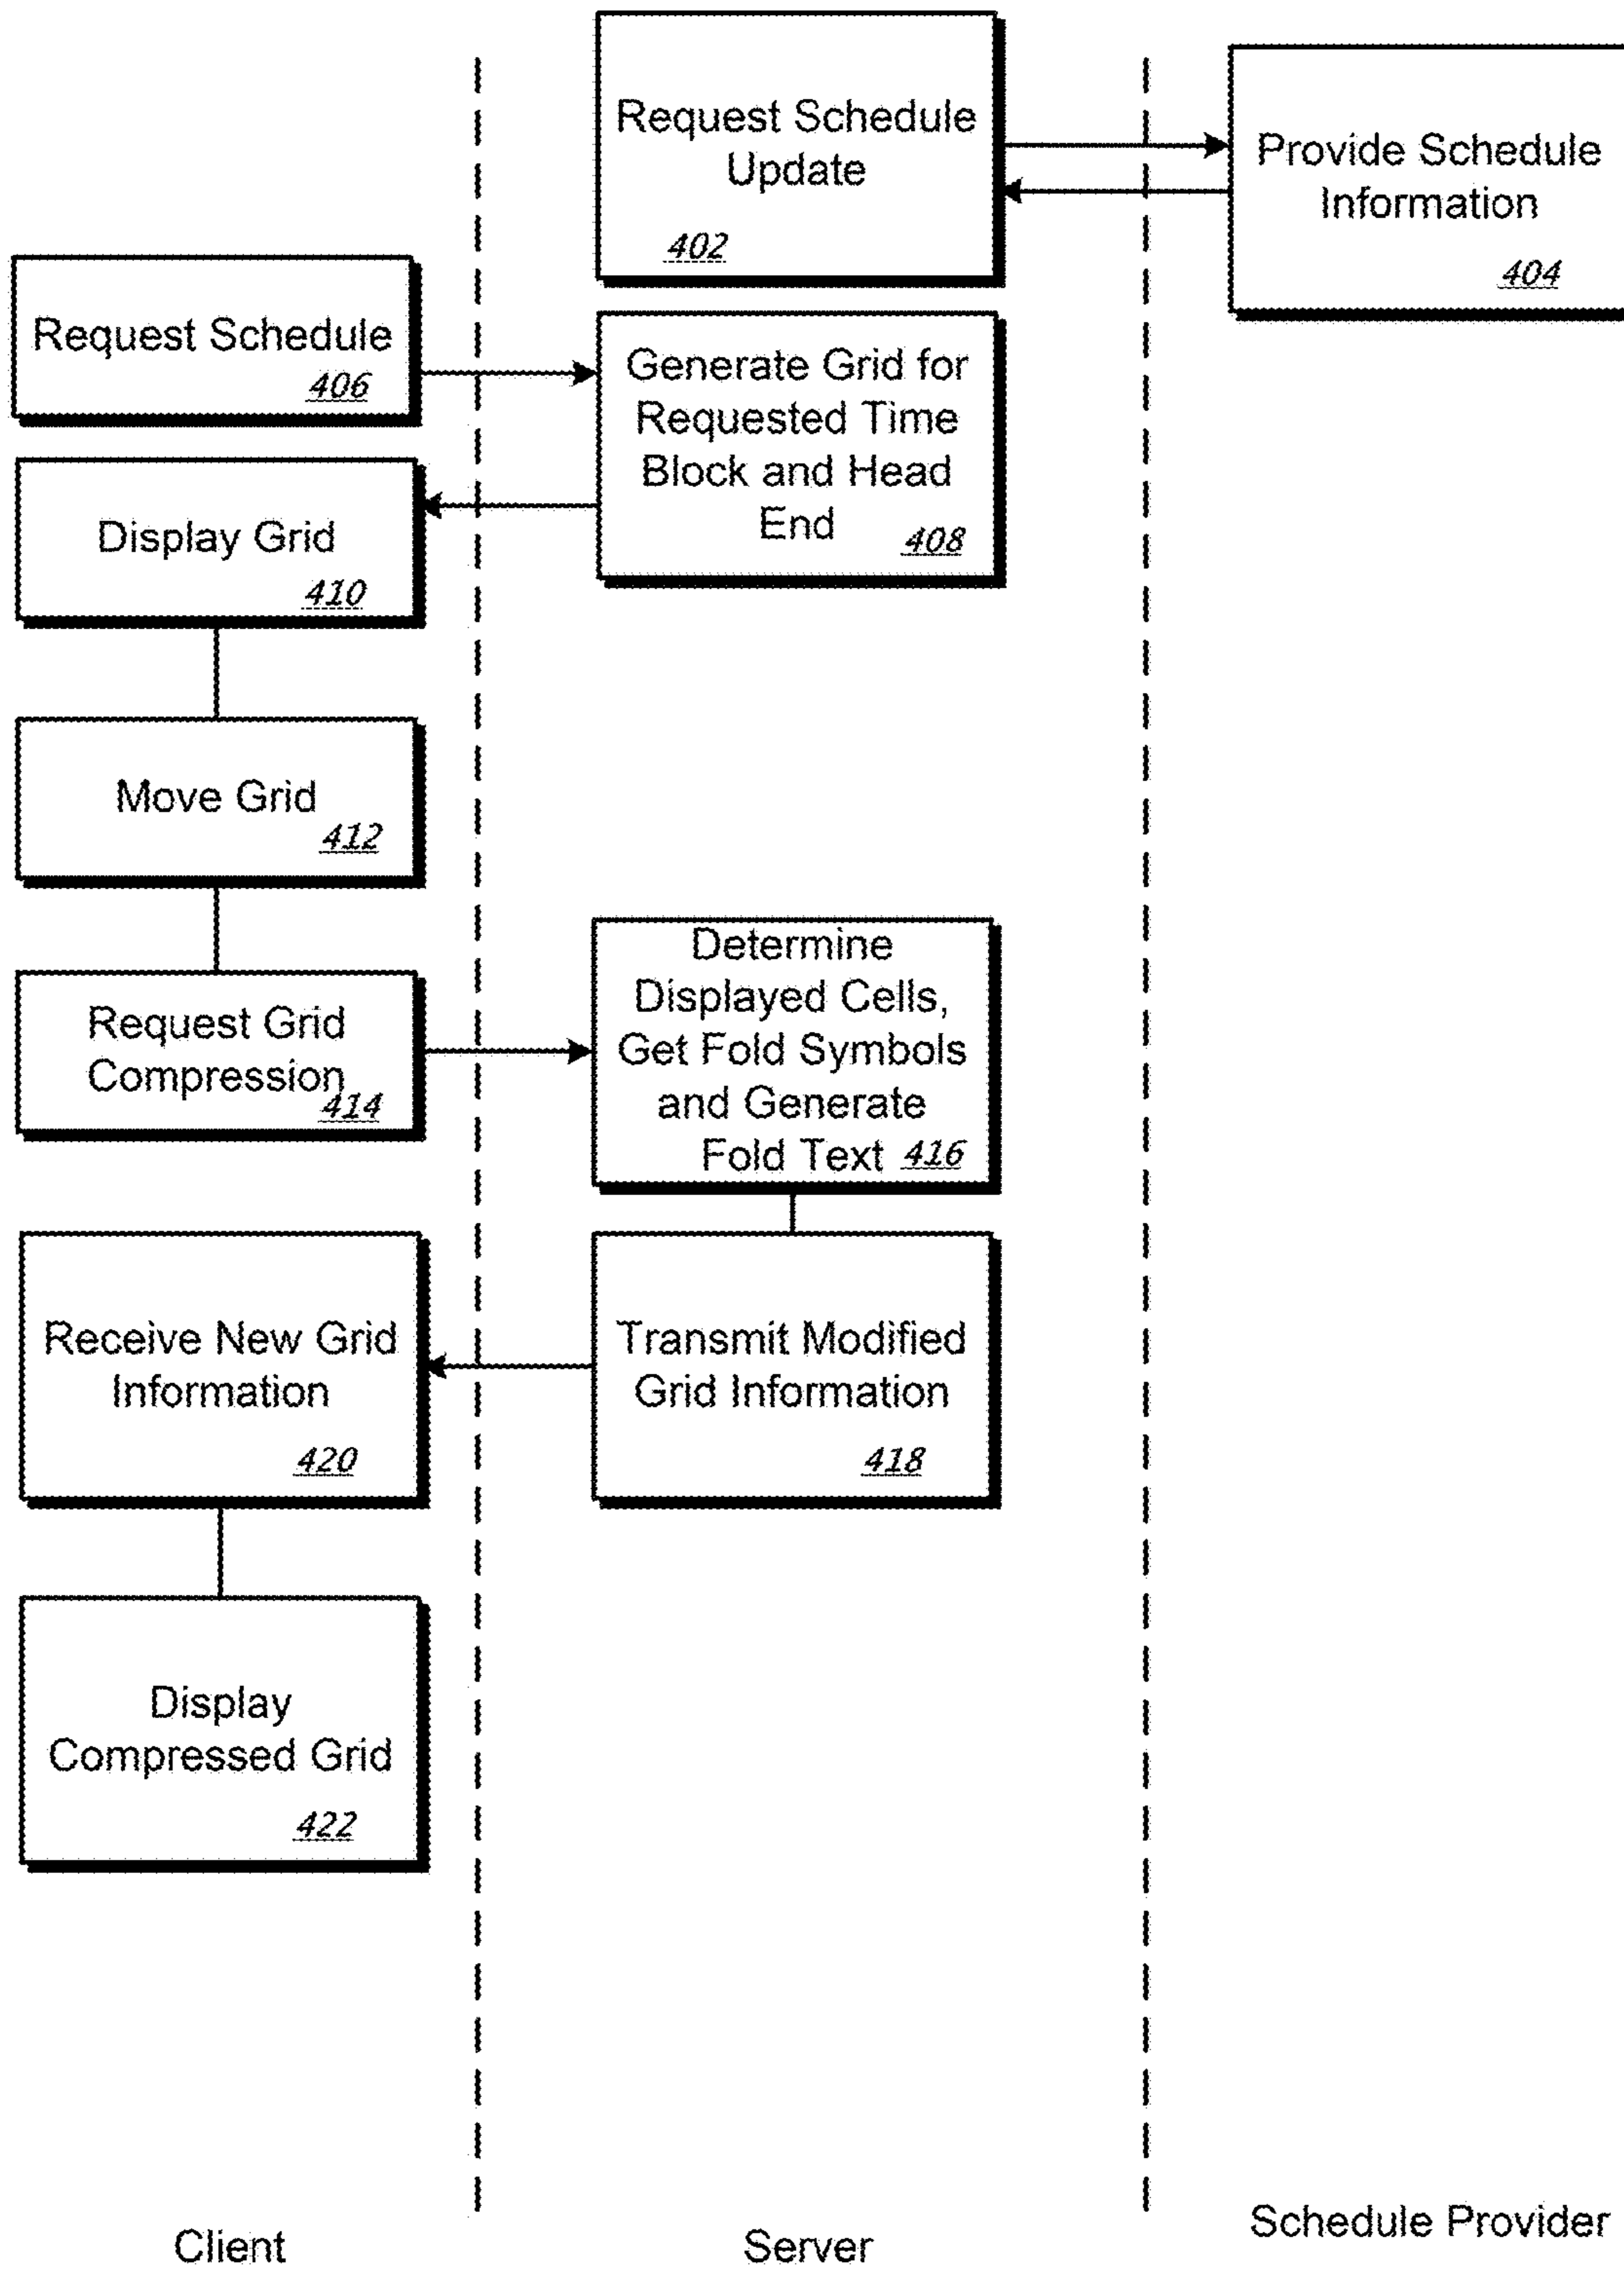 Request Schedule
Update
402
Provide Schedule
Information
404
Request Schedule
406
Generate Grid for
Requested Time
Block and Head
End
408
Display Grid
410
Move Grid
412
Request Grid
Compression
414
Determine
Displayed Cells,
Get Fold Symbols
and Generate
Fold Text 416
Transmit Modified
Grid Information
418
Receive New Grid
Information
420
Display
Compressed Grid
422
Client
Server
Schedule Provider